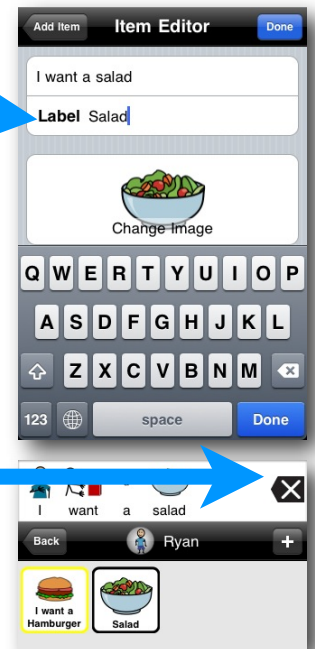 Add Item Item Editor Done
I want a salad
Label Salad
Change Image
Q W E R T Y U I O P
A S D F G H J K L
Z X C V B N M
123 space Done
I want a salad
Back Ryan +
I want a
Hamburger Salad